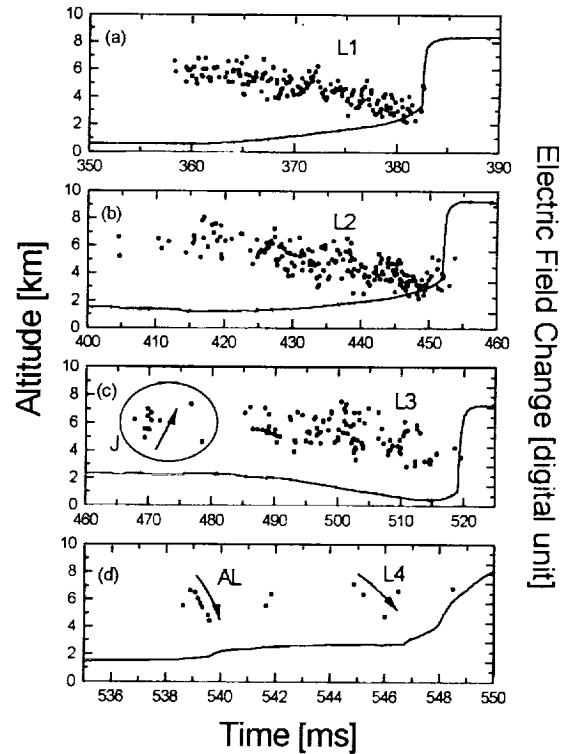 Altitude [km]
Electric Field Change [digital unit]
(a) L1
10
8
6
4
2
0
350 360 370 380 390
(b) L2
10
8
6
4
2
0
400 410 420 430 440 450 460
(c) L3
J
10
8
6
4
2
0
460 470 480 490 500 510 520
(d) AL L4
10
8
6
4
2
0
536 538 540 542 544 546 548 550
Time [ms]